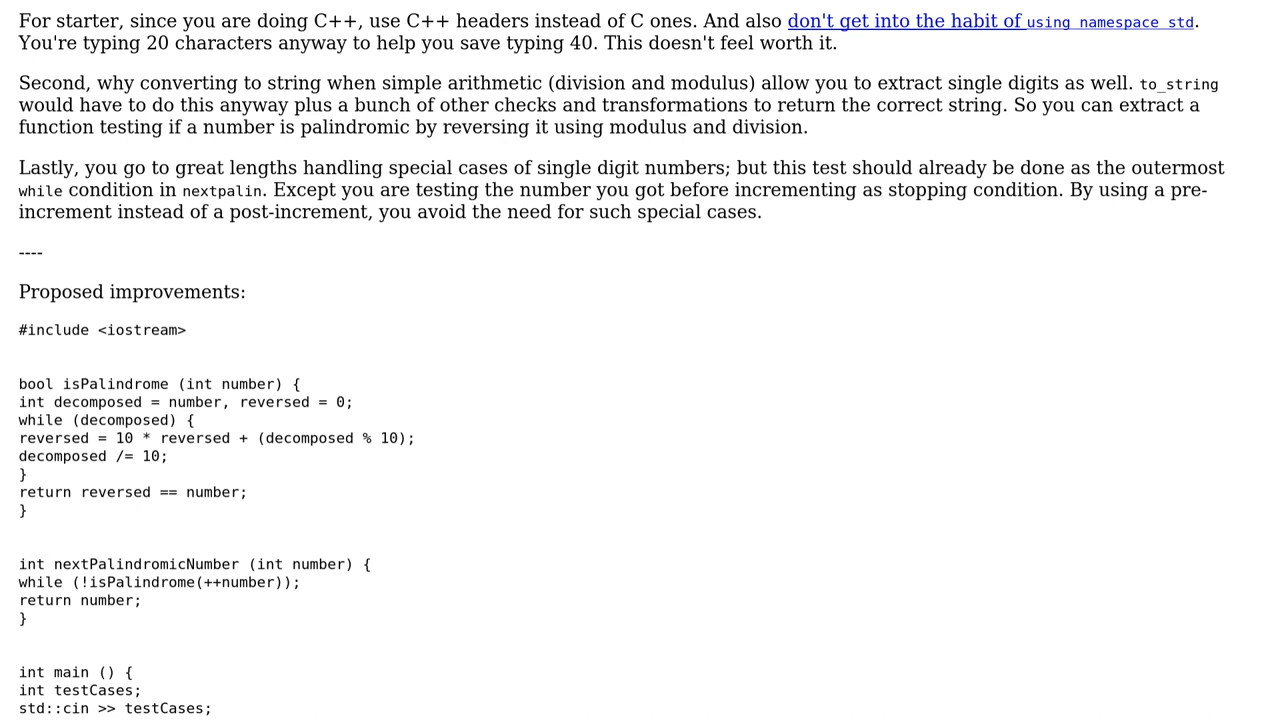 For starter, since you are doing C++, use C++ headers instead of C ones. And also don't get into the habit of using namespace std.
You're typing 20 characters anyway to help you save typing 40. This doesn't feel worth it.
Second, why converting to string when simple arithmetic (division and modulus) allow you to extract single digits as well. to_string
would have to do this anyway plus a bunch of other checks and transformations to return the correct string. So you can extract a
function testing if a number is palindromic by reversing it using modulus and division.
Lastly, you go to great lengths handling special cases of single digit numbers; but this test should already be done as the outermost
while condition in nextpalin. Except you are testing the number you got before incrementing as stopping condition. By using a pre-
increment instead of a post-increment, you avoid the need for such special cases.
----
Proposed improvements:
#include <iostream>
bool isPalindrome (int number) {
int decomposed = number, reversed = 0;
while (decomposed) {
reversed = 10 * reversed + (decomposed % 10);
decomposed /= 10;
}
return reversed == number;
}
int nextPalindromicNumber (int number) {
while (!isPalindrome(++number));
return number;
}
int main () {
int testCases;
std::cin >> testCases;